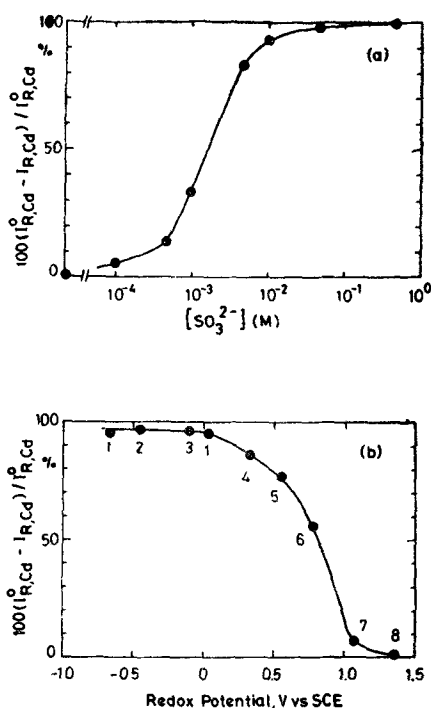 100
%
50
0
100 (I°R,Cd - IR,Cd) / I°R,Cd
(a)
10⁻⁴ 10⁻³ 10⁻² 10⁻¹ 10⁰
[SO₃²⁻] (M)
100
%
50
0
100 (I°R,Cd - IR,Cd) / I°R,Cd
(b)
1 2 3 1 4 5 6 7 8
-1.0 -0.5 0 0.5 1.0 1.5
Redox Potential, V vs SCE